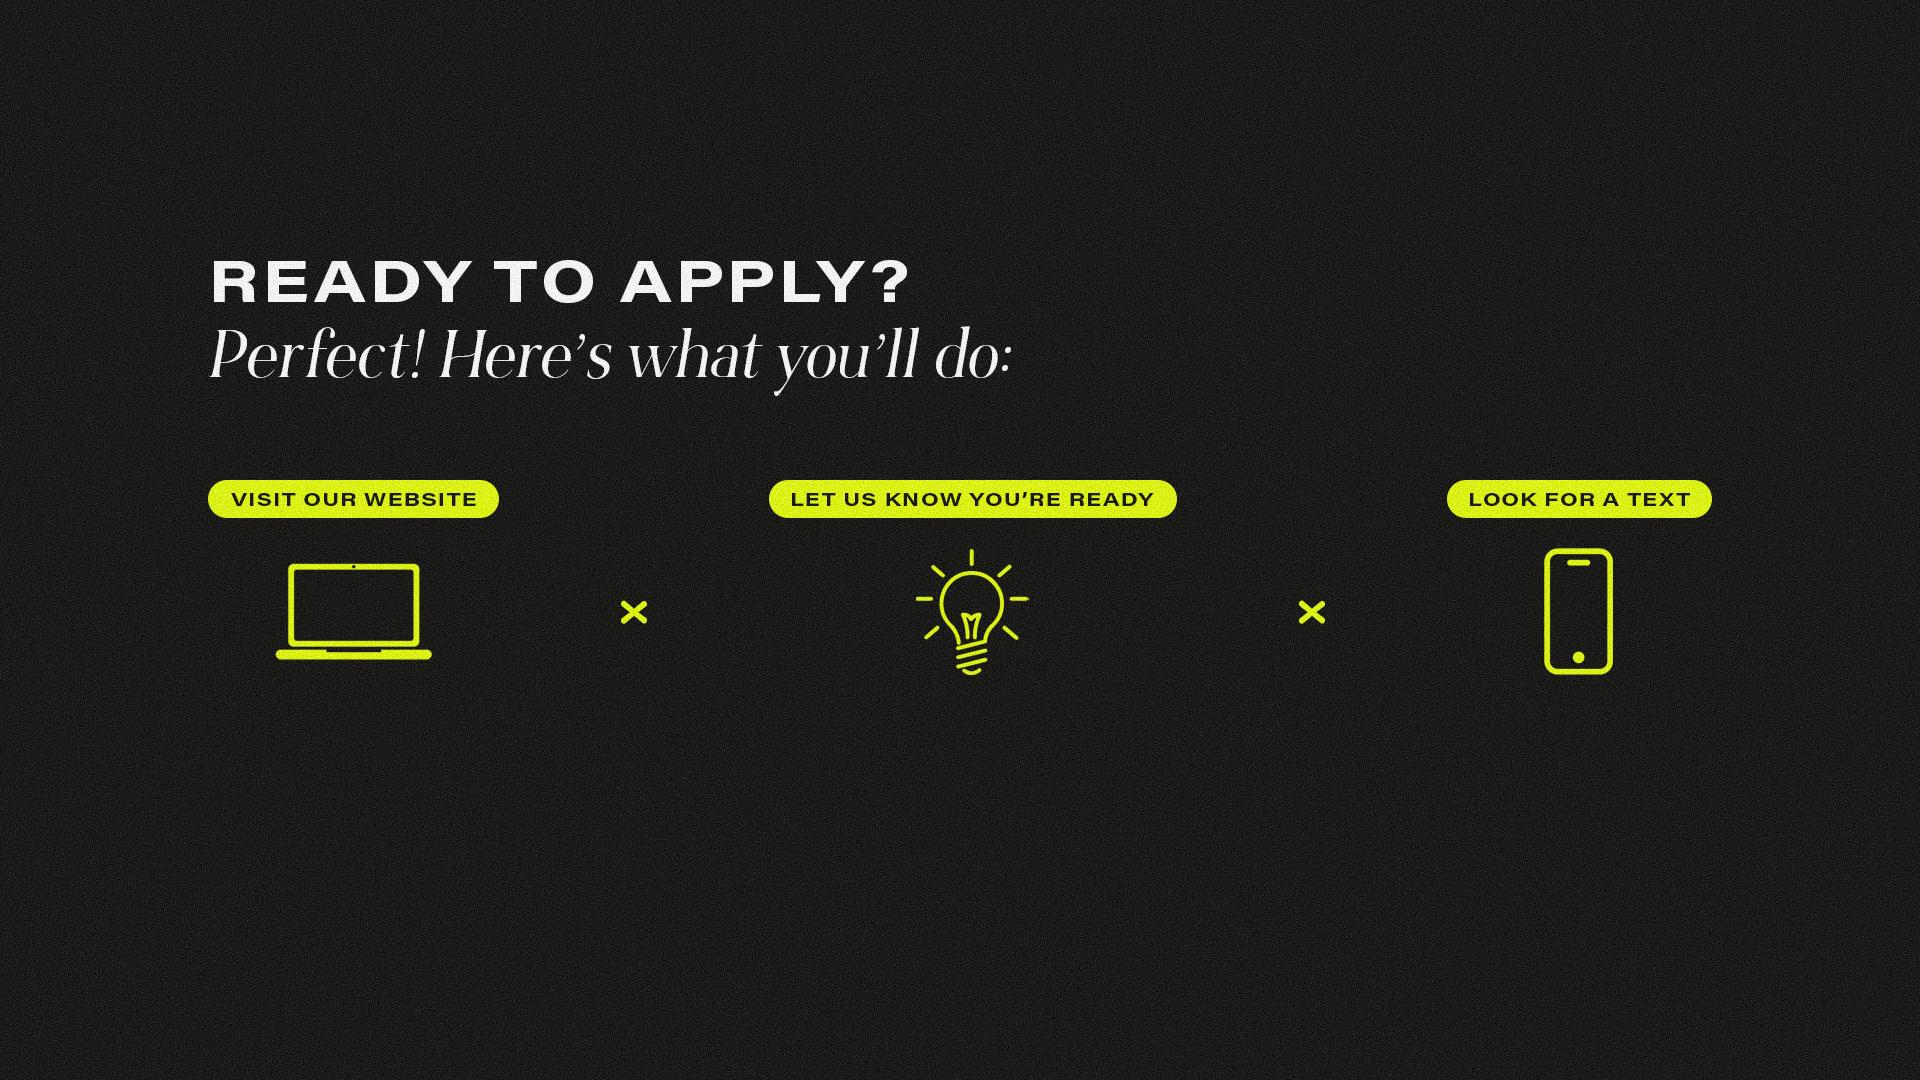 READY TO APPLY?
Perfect! Here’s what you’ll do:
VISIT OUR WEBSITE
LET US KNOW YOU’RE READY
LOOK FOR A TEXT